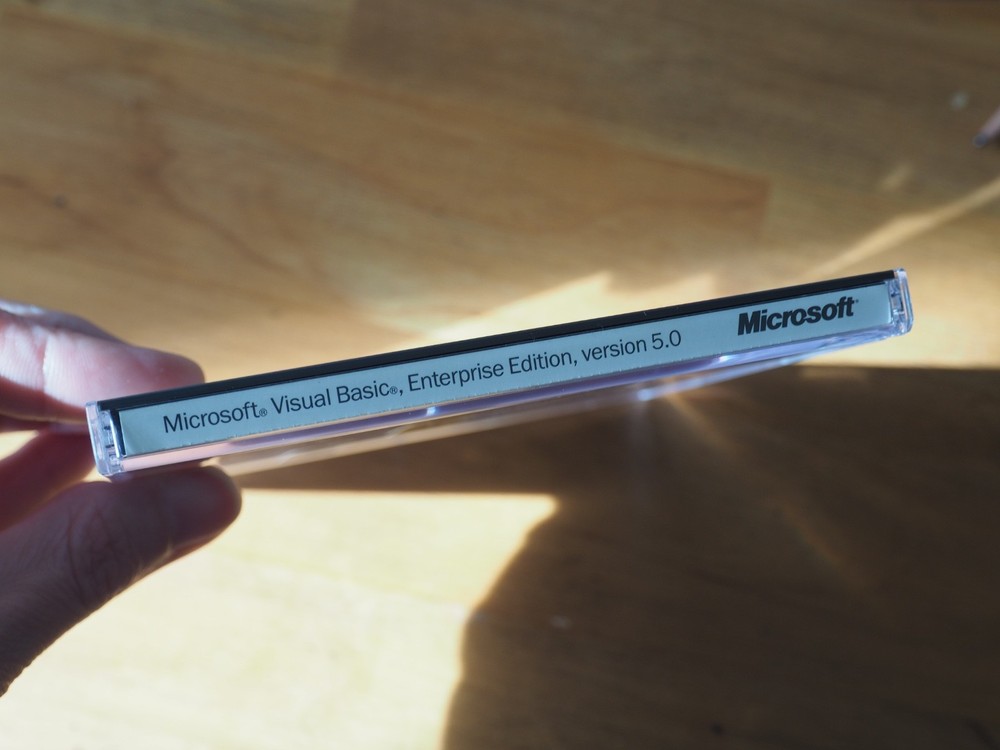 Microsoft® Visual Basic®, Enterprise Edition, version 5.0
Microsoft®